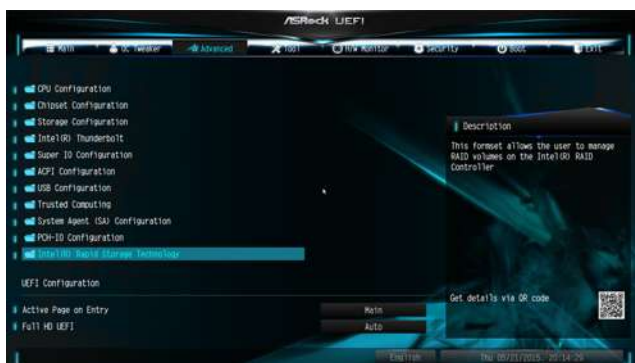 ASRock UEFI
Main OC Tweaker Advanced Tool H/W Monitor Security Boot Exit
CPU Configuration
Chipset Configuration
Storage Configuration
Intel(R) Thunderbolt
Super IO Configuration
ACPI Configuration
USB Configuration
Trusted Computing
System Agent (SA) Configuration
PCH-IO Configuration
Intel(R) Rapid Storage Technology
UEFI Configuration
Active Page on Entry Main
Full HD UEFI Auto
Description
This formset allows the user to manage
RAID volumes on the Intel(R) RAID
Controller
Get details via QR code
English Thu 2015